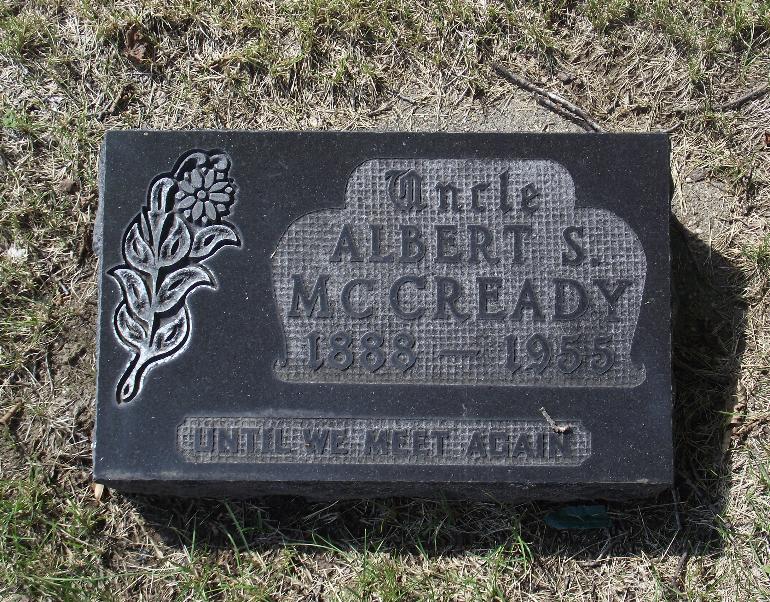 Uncle
ALBERT S.
MCCREADY
1888 — 1955
UNTIL WE MEET AGAIN